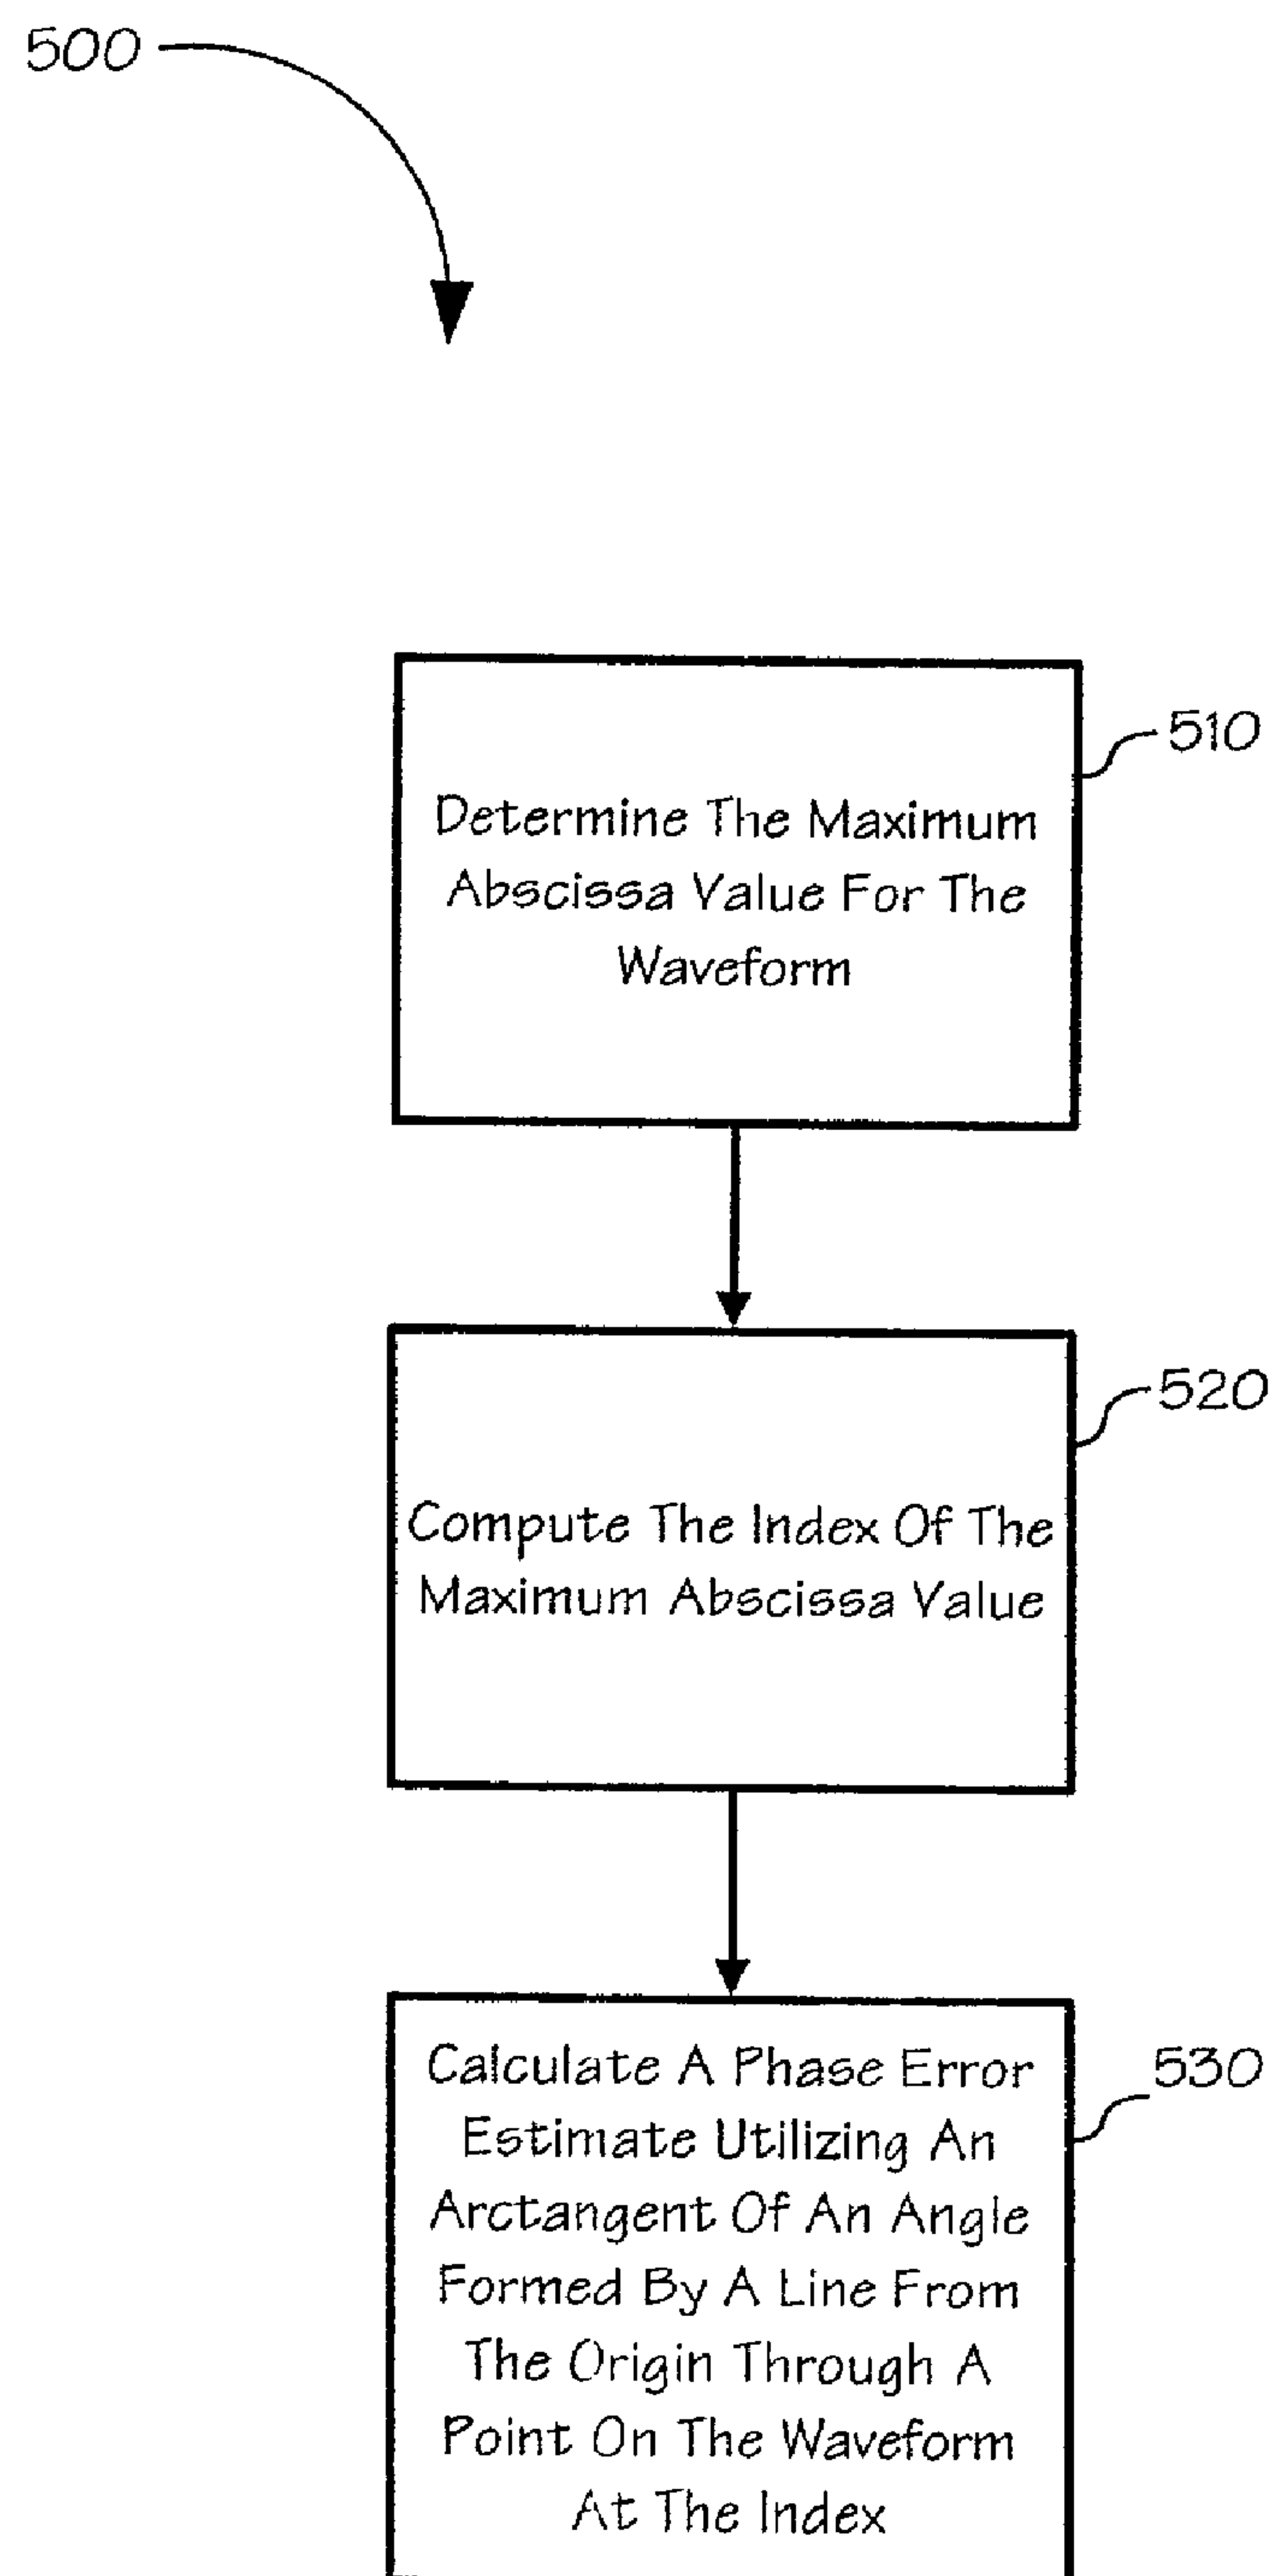 500
510
Determine The Maximum
Abscissa Value For The
Waveform
520
Compute The Index Of The
Maximum Abscissa Value
530
Calculate A Phase Error
Estimate Utilizing An
Arctangent Of An Angle
Formed By A Line From
The Origin Through A
Point On The Waveform
At The Index